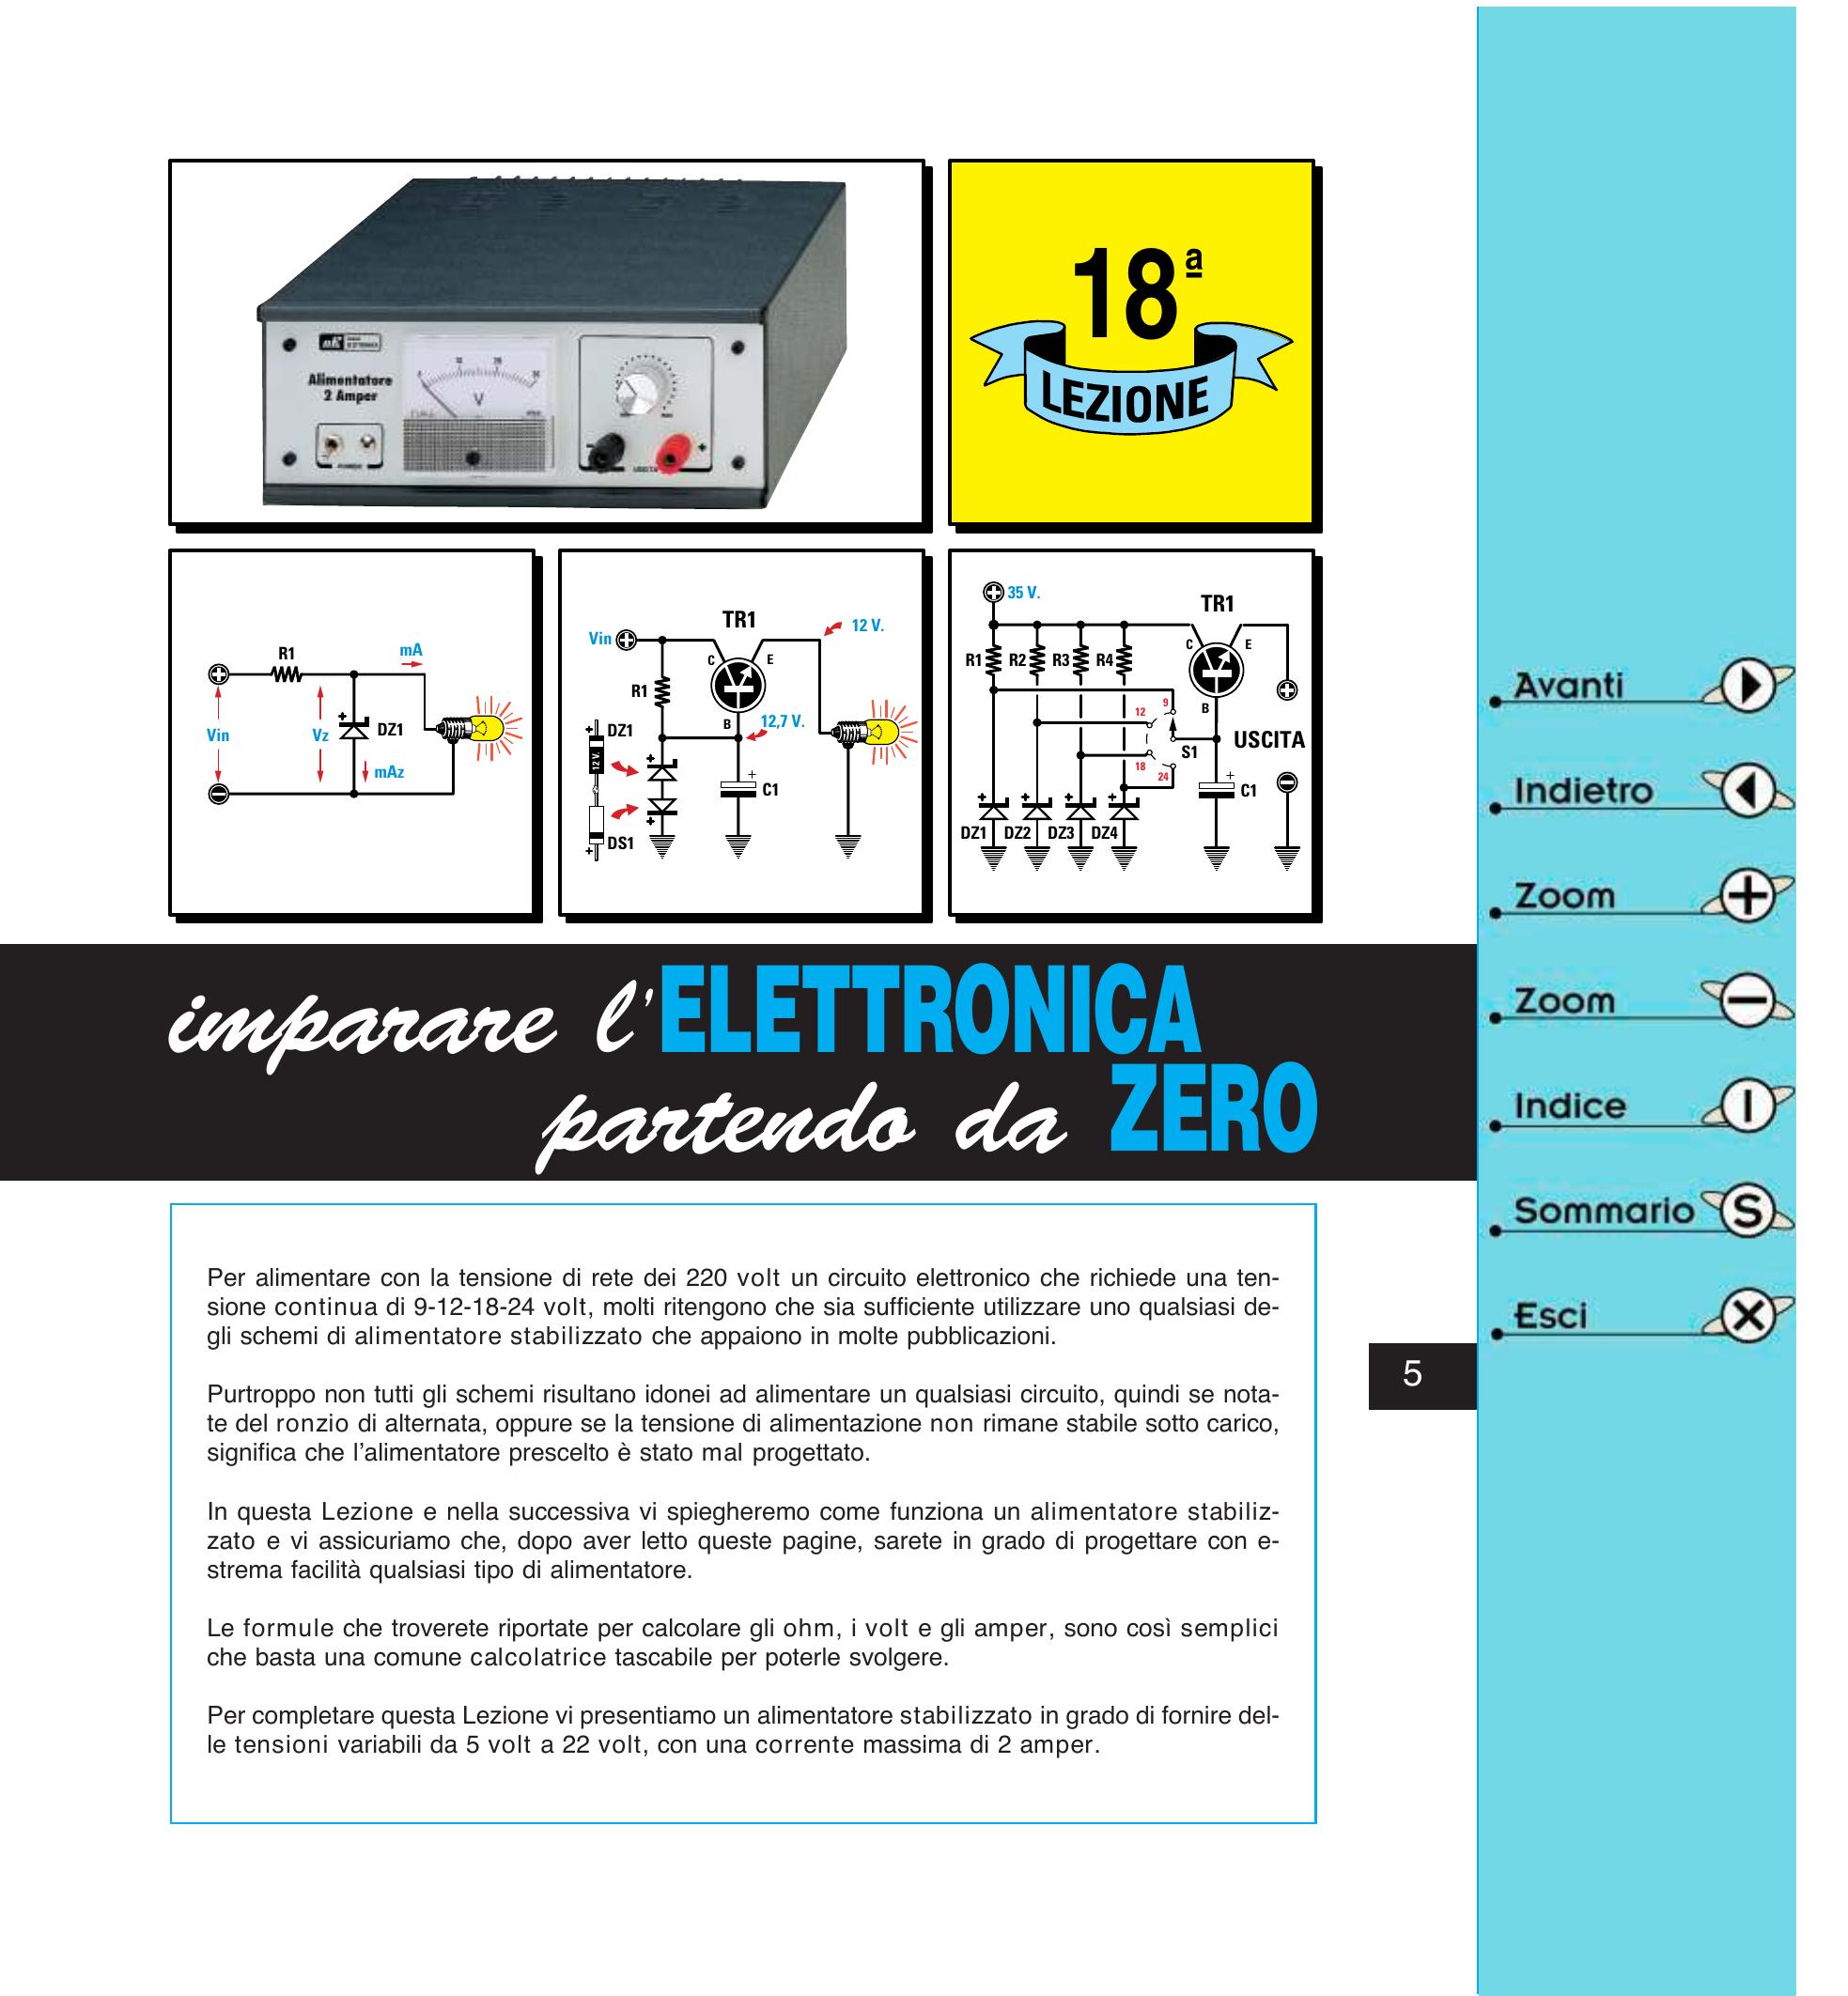 Alimentatore
2 Amper
10 20
0 30
V
POWER
USCITA
- +
18ª
LEZIONE
R1
mA
Vin
Vz
DZ1
mAz
TR1
Vin
12 V.
C
E
R1
B
12,7 V.
DZ1
12 V.
C1
DS1
35 V.
TR1
C
E
R1
R2
R3
R4
B
12
9
S1
USCITA
18
24
C1
DZ1
DZ2
DZ3
DZ4
imparare l'ELETTRONICA
partendo da ZERO
Per alimentare con la tensione di rete dei 220 volt un circuito elettronico che richiede una ten-
sione continua di 9-12-18-24 volt, molti ritengono che sia sufficiente utilizzare uno qualsiasi de-
gli schemi di alimentatore stabilizzato che appaiono in molte pubblicazioni.
Purtroppo non tutti gli schemi risultano idonei ad alimentare un qualsiasi circuito, quindi se nota-
te del ronzio di alternata, oppure se la tensione di alimentazione non rimane stabile sotto carico,
significa che l'alimentatore prescelto è stato mal progettato.
In questa Lezione e nella successiva vi spiegheremo come funziona un alimentatore stabiliz-
zato e vi assicuriamo che, dopo aver letto queste pagine, sarete in grado di progettare con e-
strema facilità qualsiasi tipo di alimentatore.
Le formule che troverete riportate per calcolare gli ohm, i volt e gli amper, sono così semplici
che basta una comune calcolatrice tascabile per poterle svolgere.
Per completare questa Lezione vi presentiamo un alimentatore stabilizzato in grado di fornire del-
le tensioni variabili da 5 volt a 22 volt, con una corrente massima di 2 amper.
5
Avanti
Indietro
Zoom
Zoom
Indice
Sommario S
Esci